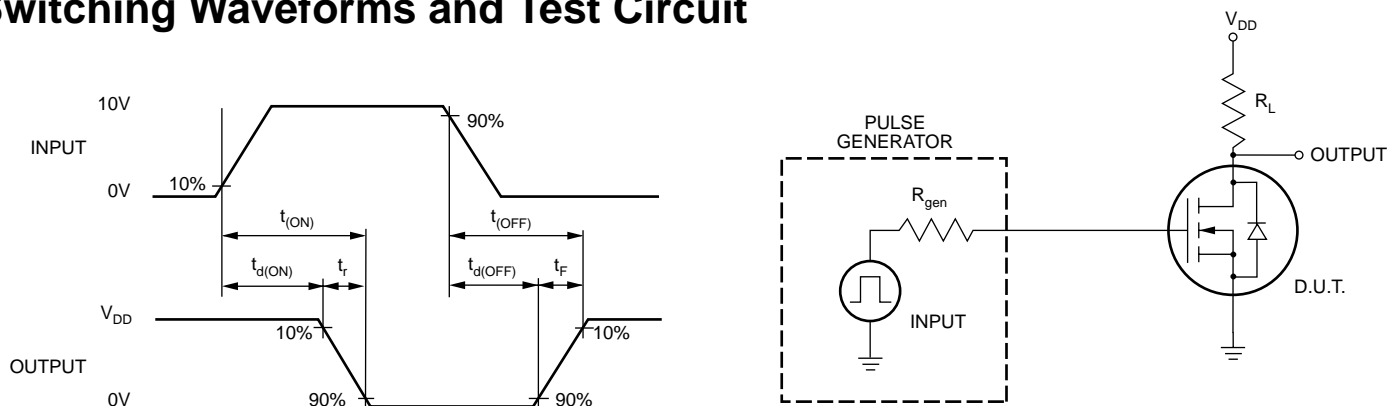 Switching Waveforms and Test Circuit
10V
INPUT
0V
10%
90%
t(ON)
t(OFF)
td(ON)
tr
td(OFF)
tF
VDD
10%
10%
OUTPUT
0V
90%
90%
PULSE
GENERATOR
Rgen
INPUT
VDD
RL
OUTPUT
D.U.T.